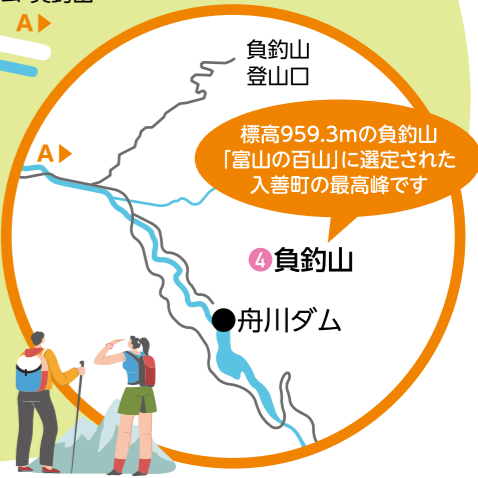 A▶
負釣山
登山口
標高959.3mの負釣山
「富山の百山」に選定された
入善町の最高峰です
A▶
❹負釣山
●舟川ダム